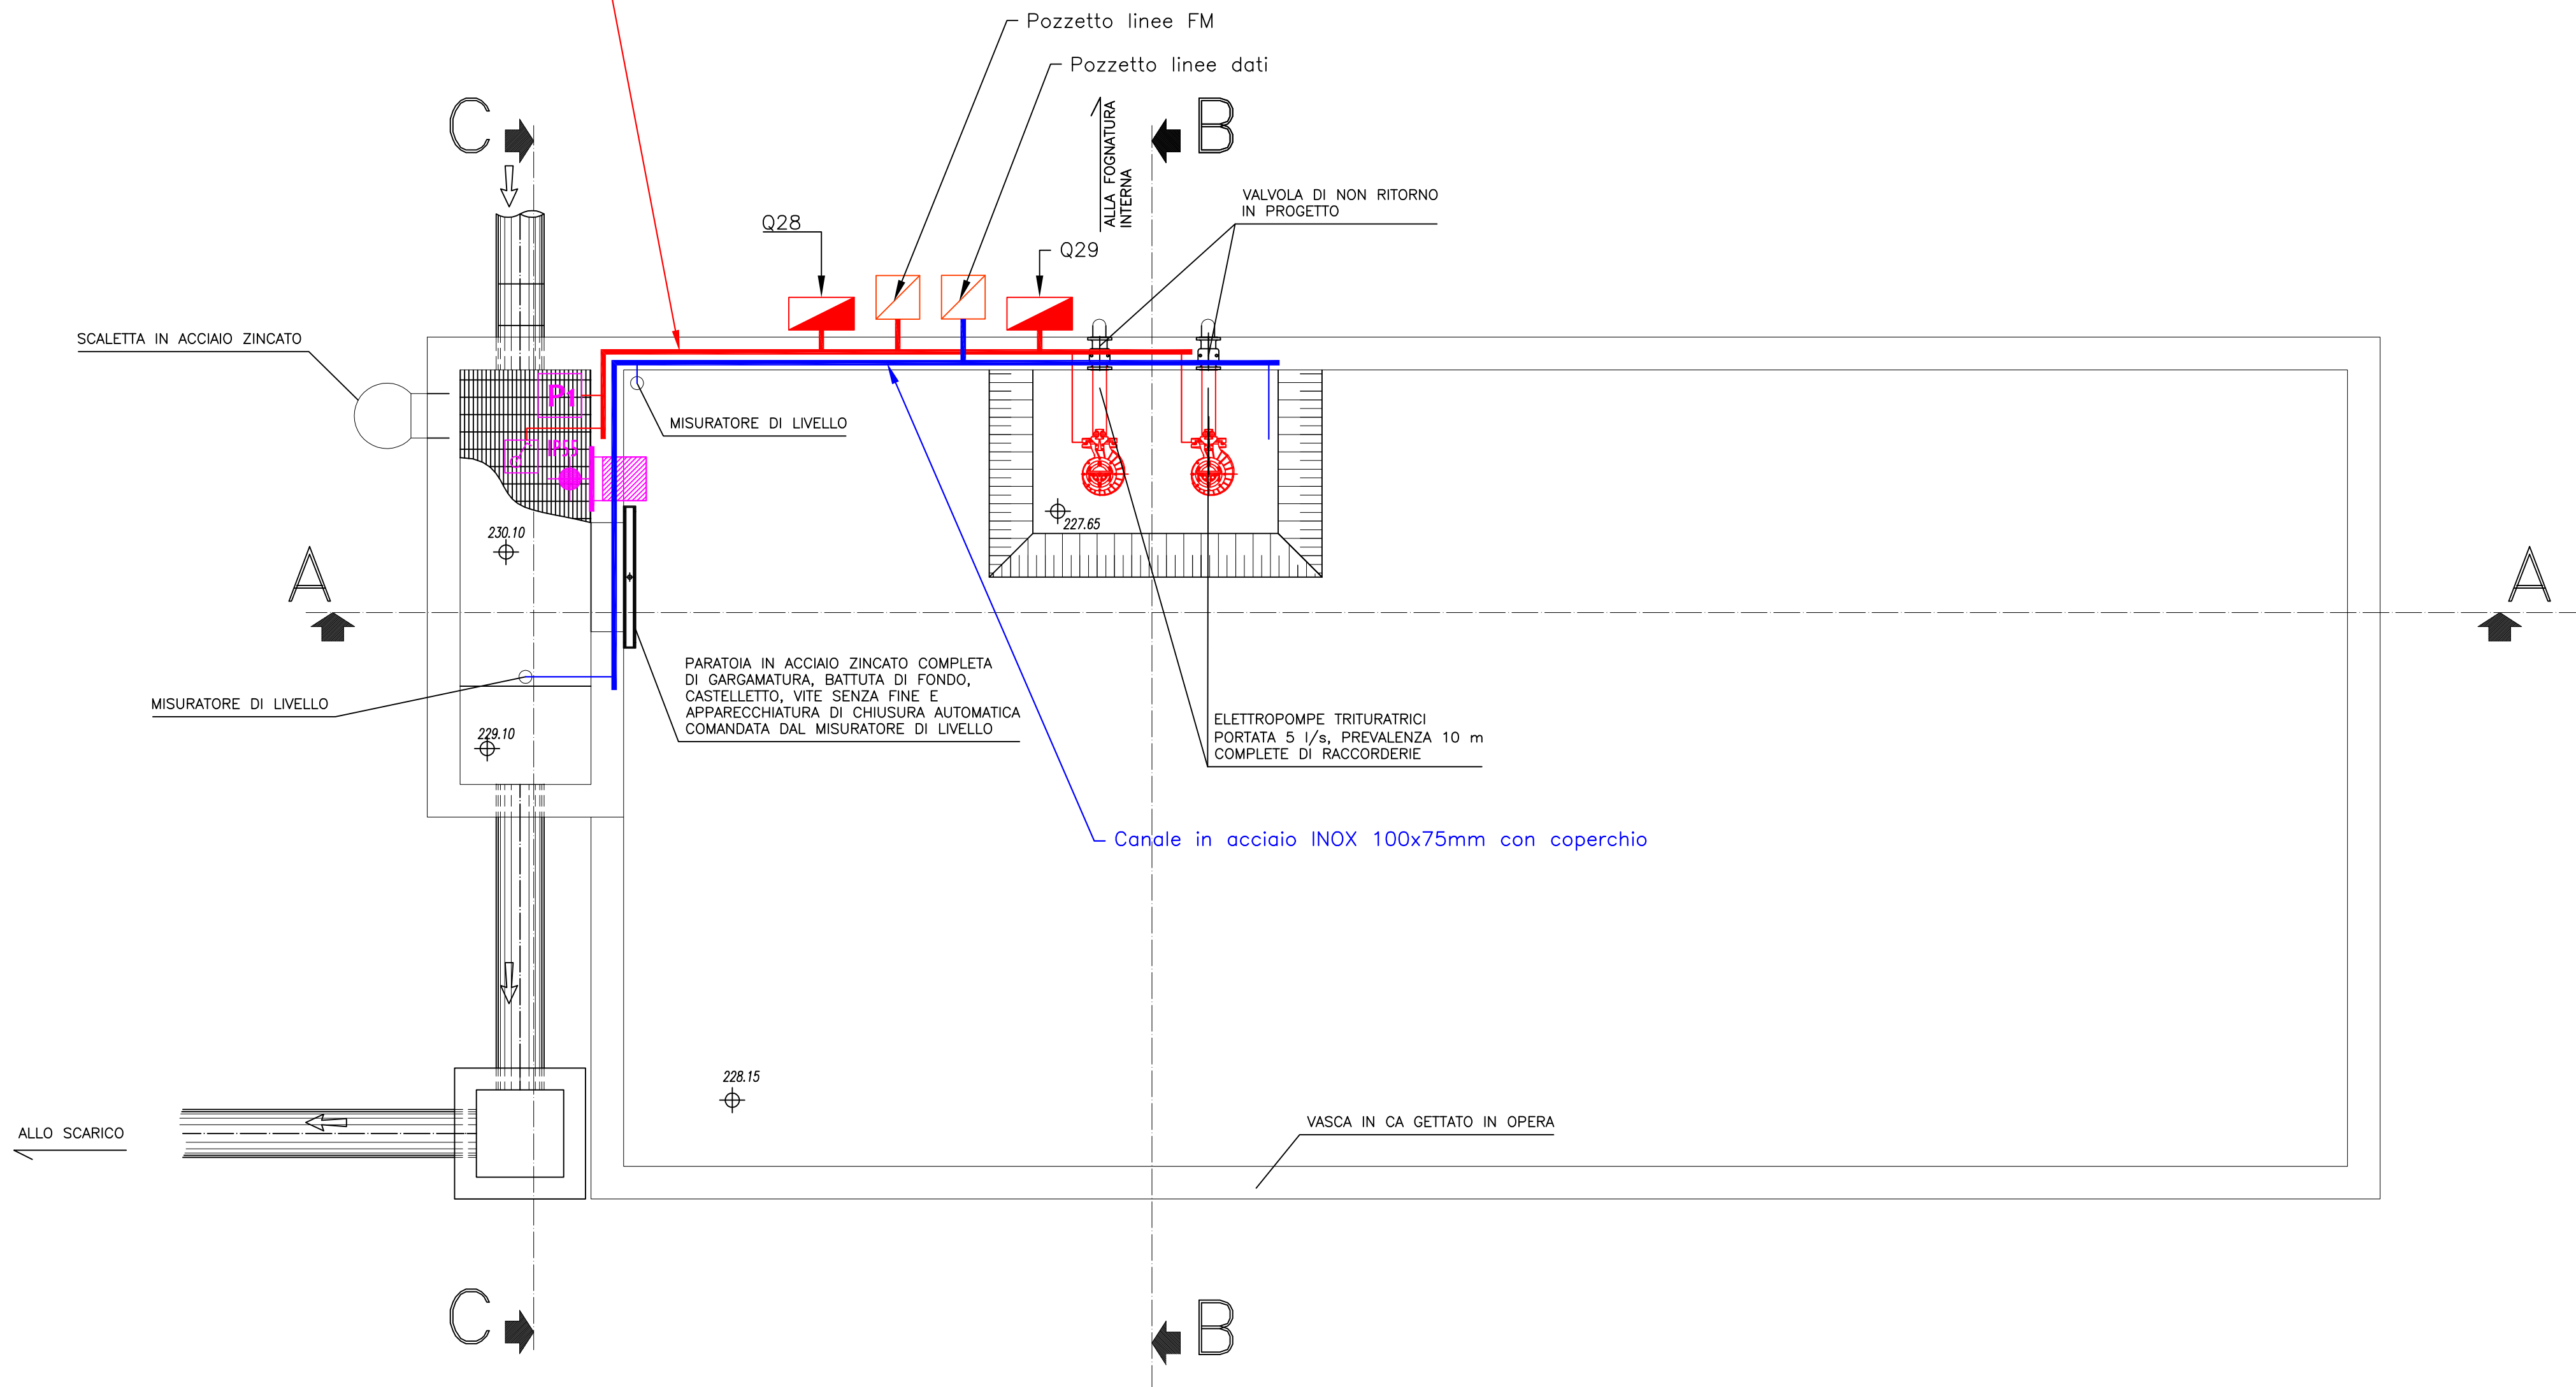 Pozzetto linee FM
Pozzetto linee dati
C
B
ALLA FOGNATURA
INTERNA
VALVOLA DI NON RITORNO
IN PROGETTO
Q28
Q29
SCALETTA IN ACCIAIO ZINCATO
P1
MISURATORE DI LIVELLO
IP55
227.65
230.10
A
A
PARATOIA IN ACCIAIO ZINCATO COMPLETA
DI GARGAMATURA, BATTUTA DI FONDO,
CASTELLETTO, VITE SENZA FINE E
APPARECCHIATURA DI CHIUSURA AUTOMATICA
COMANDATA DAL MISURATORE DI LIVELLO
MISURATORE DI LIVELLO
229.10
ELETTROPOMPE TRITURATRICI
PORTATA 5 l/s, PREVALENZA 10 m
COMPLETE DI RACCORDERIE
Canale in acciaio INOX 100x75mm con coperchio
228.15
VASCA IN CA GETTATO IN OPERA
ALLO SCARICO
C
B